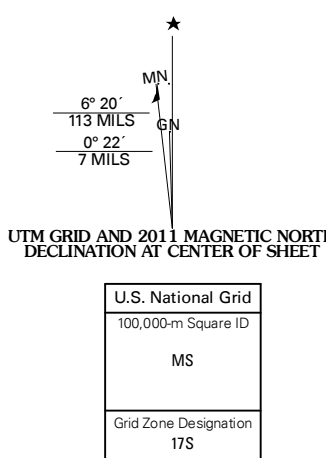 ★
MN
6° 20´
113 MILS
GN
0° 22´
7 MILS
UTM GRID AND 2011 MAGNETIC NORTH
DECLINATION AT CENTER OF SHEET
U.S. National Grid
100,000-m Square ID
MS
Grid Zone Designation
17S